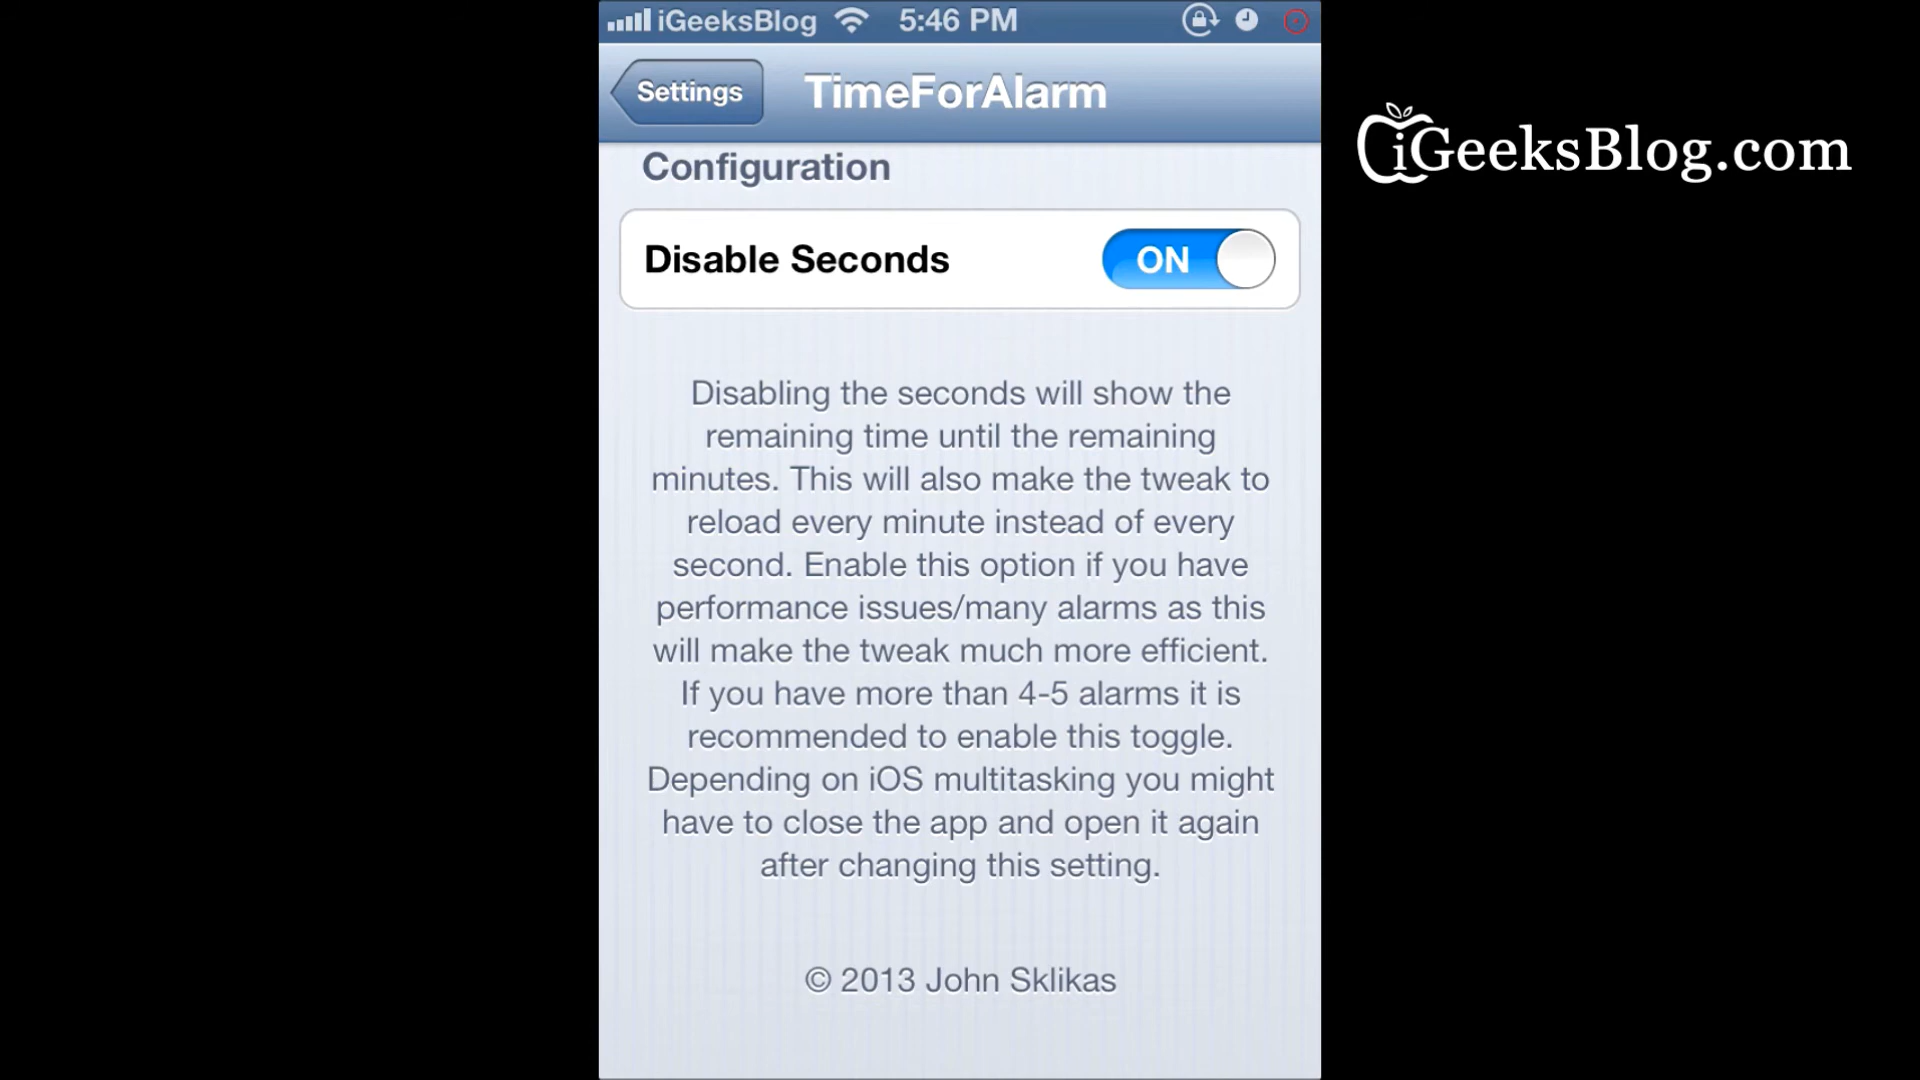 iGeeksBlog 5:46 PM
Settings
TimeForAlarm
iGeeksBlog.com
Configuration
Disable Seconds ON
Disabling the seconds will show the
remaining time until the remaining
minutes. This will also make the tweak to
reload every minute instead of every
second. Enable this option if you have
performance issues/many alarms as this
will make the tweak much more efficient.
If you have more than 4-5 alarms it is
recommended to enable this toggle.
Depending on iOS multitasking you might
have to close the app and open it again
after changing this setting.
© 2013 John Sklikas